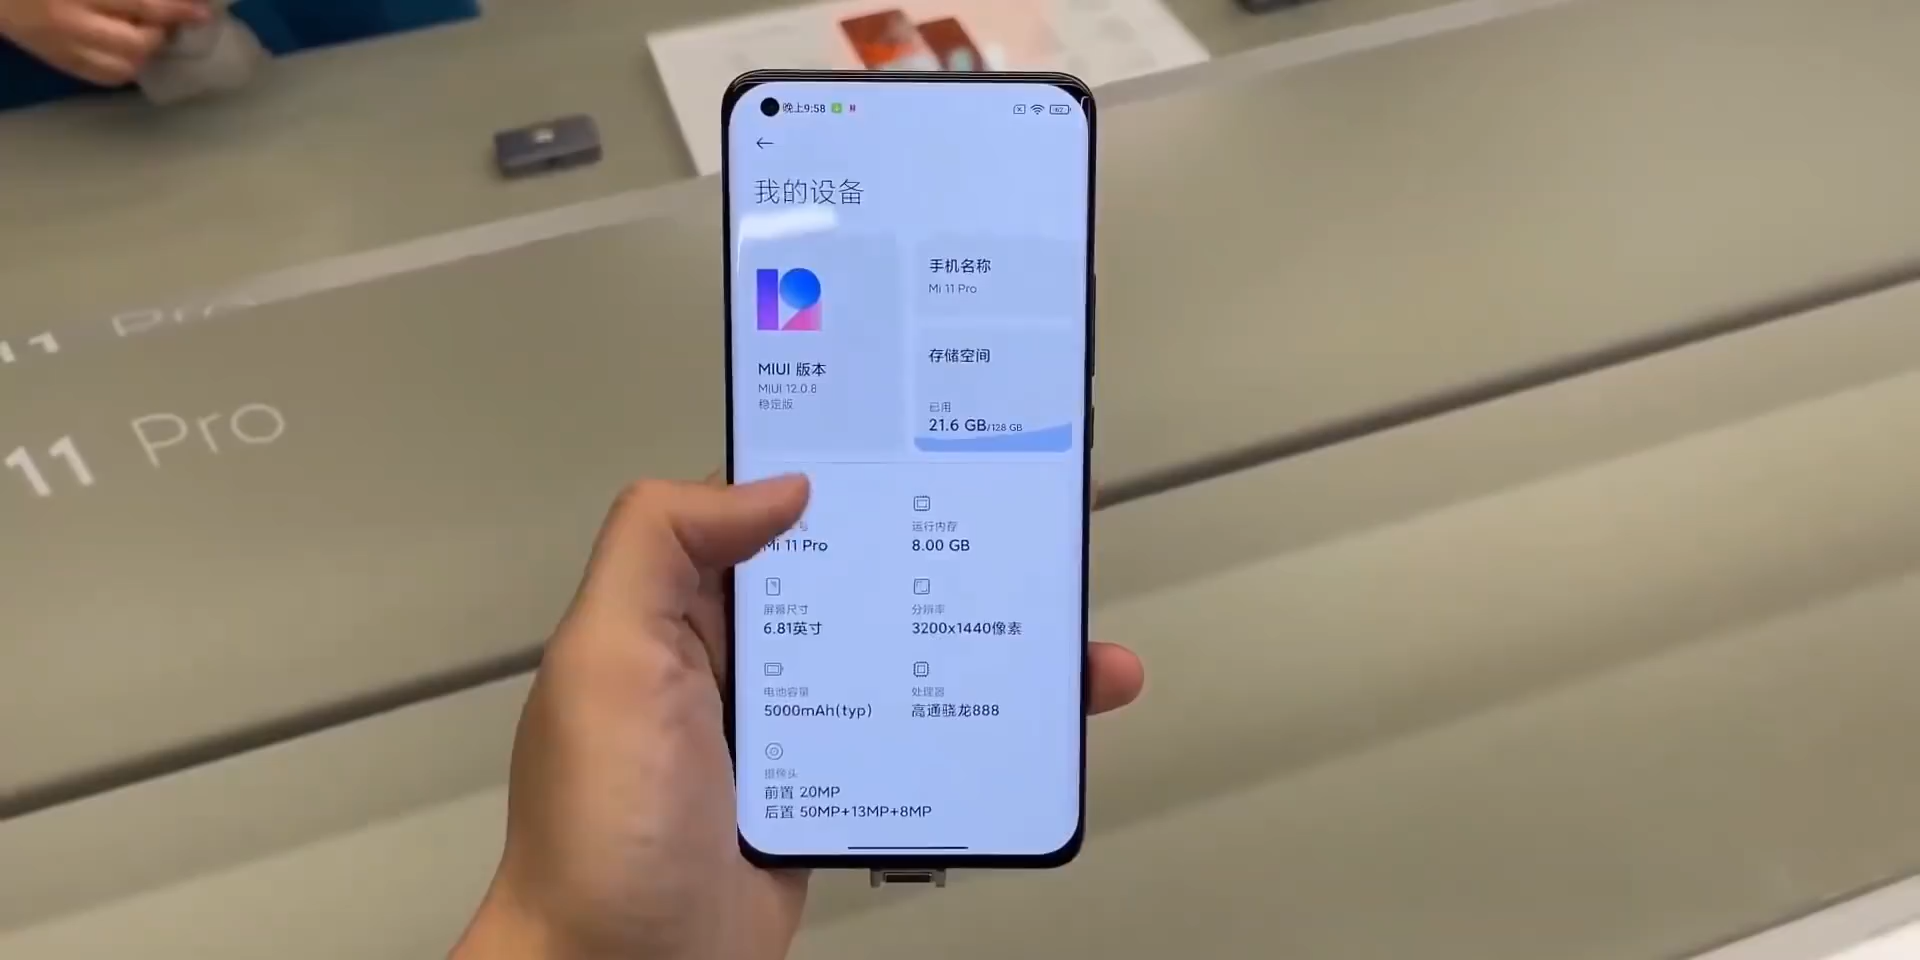 晚上9:58
62
我的设备
12
手机名称
Mi 11 Pro
存储空间
MIUI 版本
MIUI 12.0.8
稳定版
已用
21.6 GB/128 GB
11 Pro
11 Pro
号
Mi 11 Pro
运行内存
8.00 GB
屏幕尺寸
6.81英寸
分辨率
3200x1440像素
电池容量
5000mAh(typ)
处理器
高通骁龙888
摄像头
前置 20MP
后置 50MP+13MP+8MP